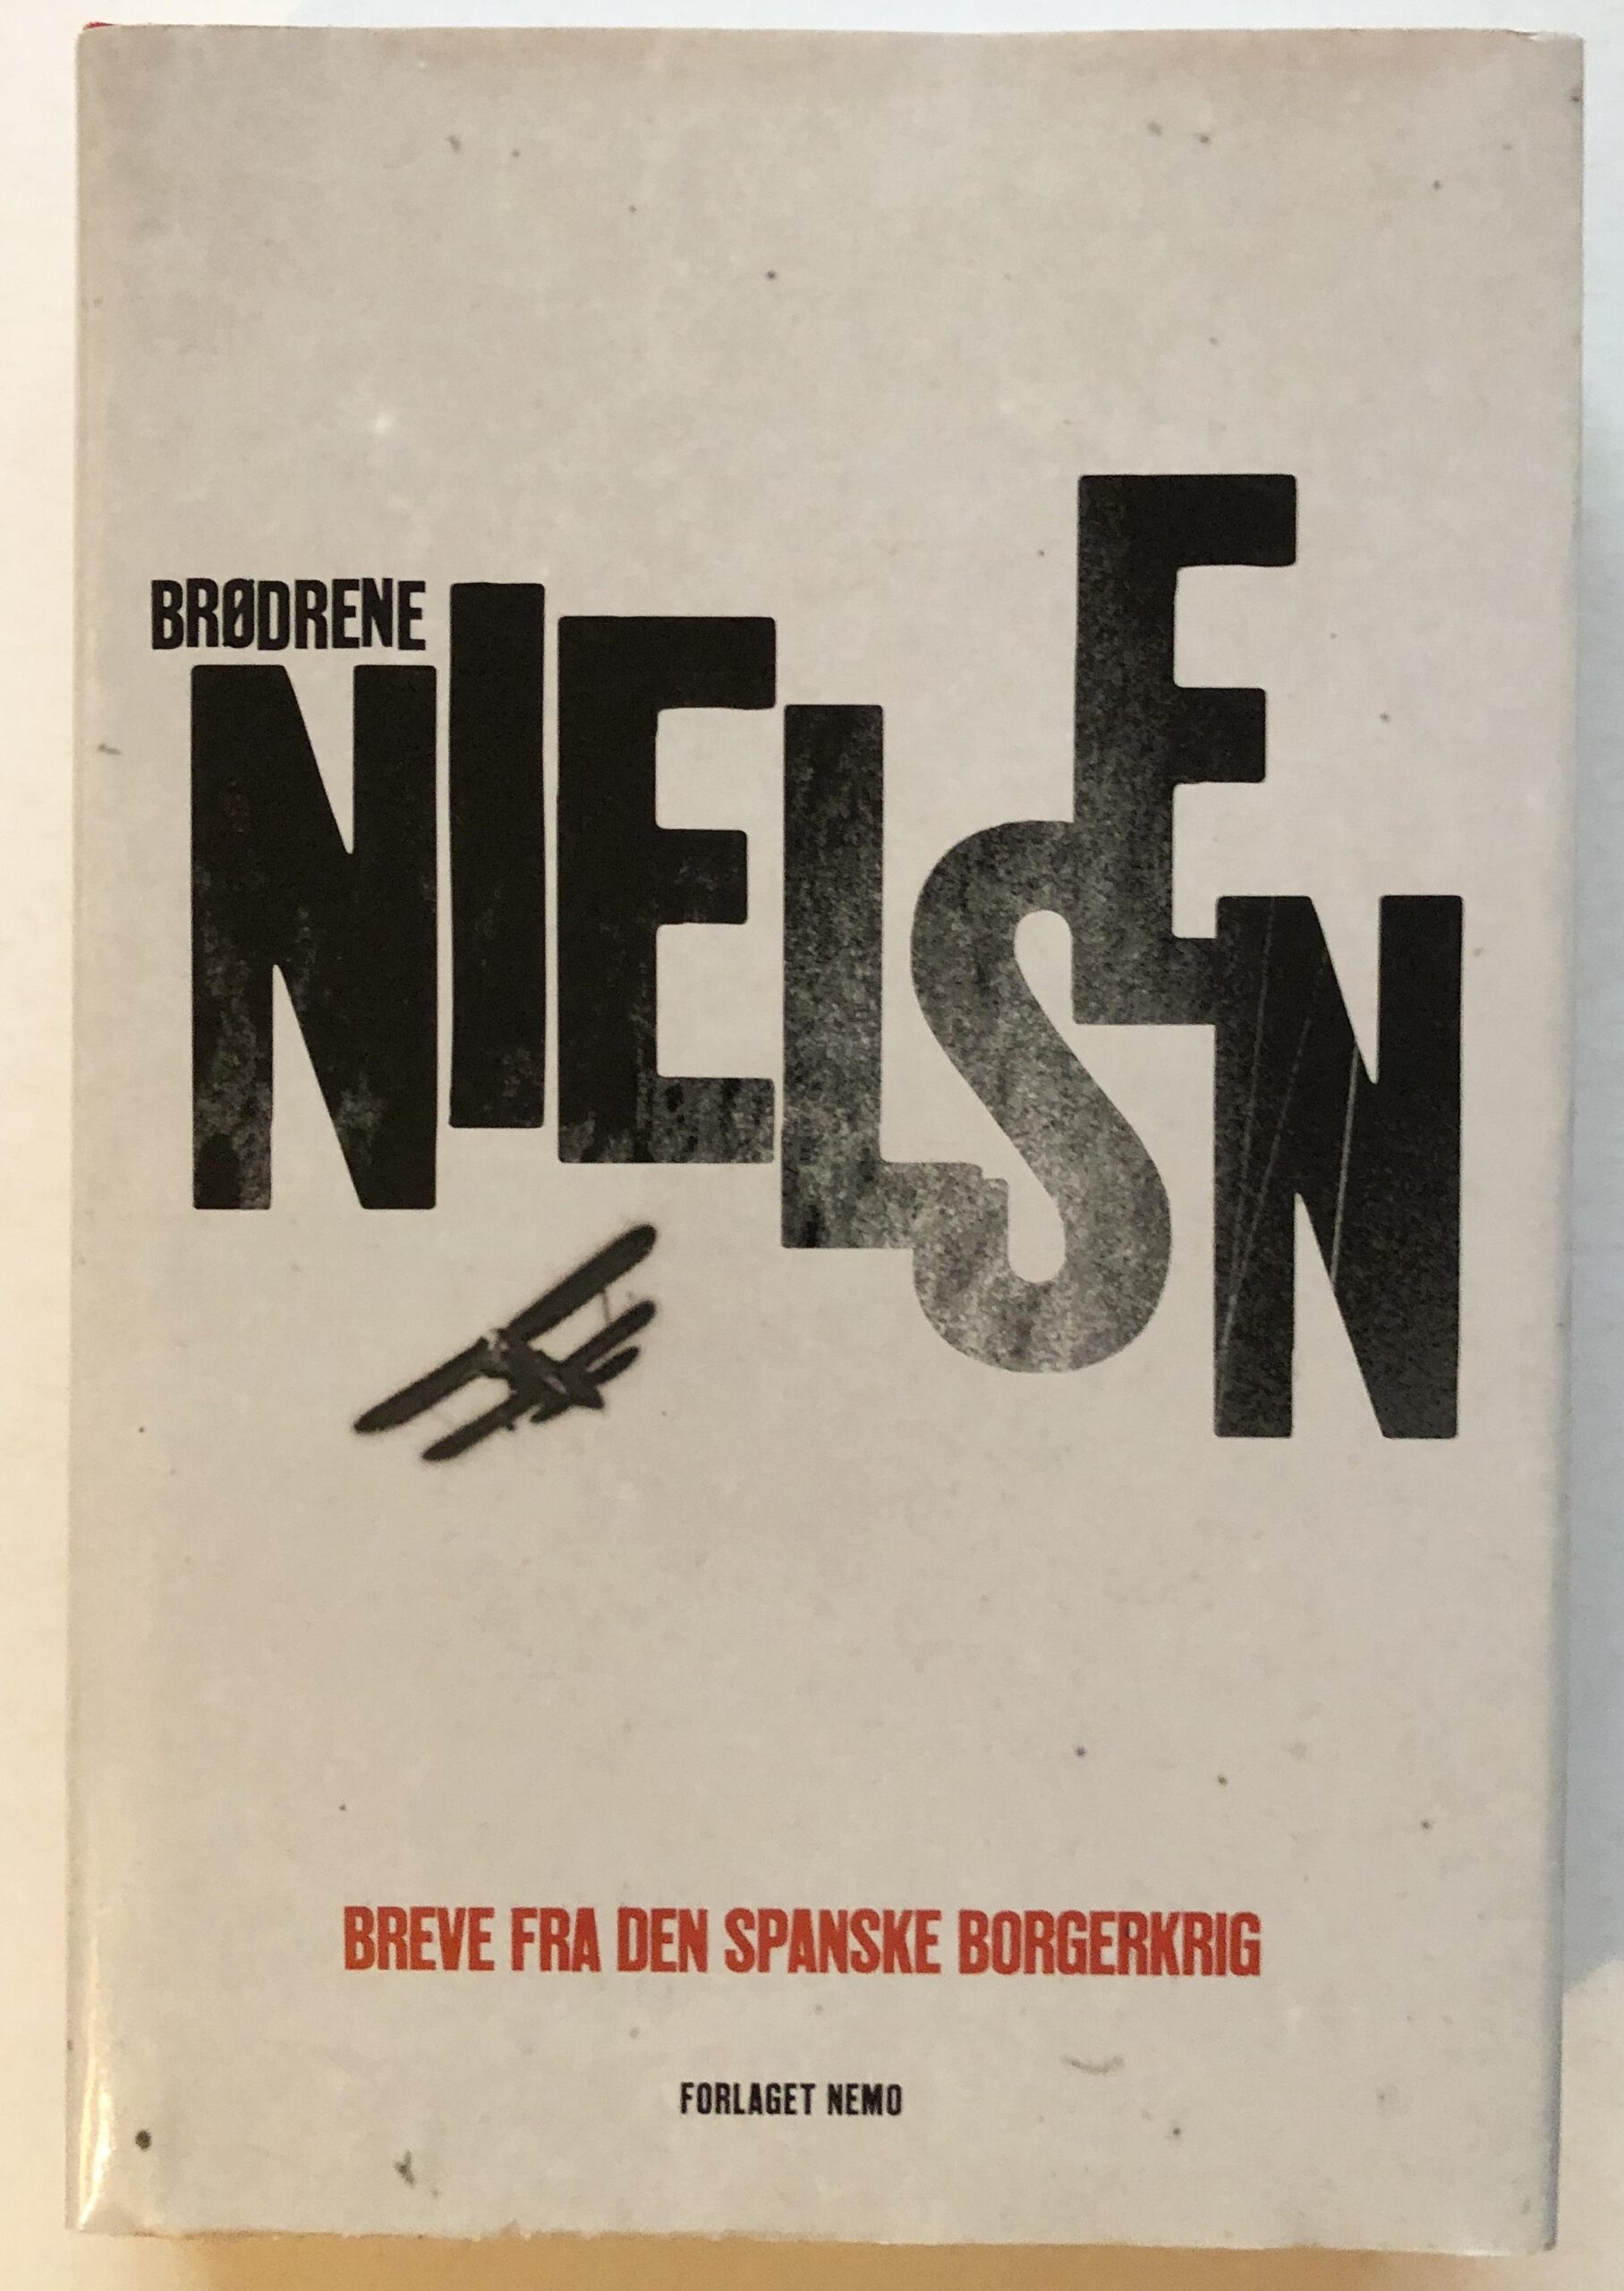 BRØDRENE
NIELSEN
BREVE FRA DEN SPANSKE BORGERKRIG
FORLAGET NEMO